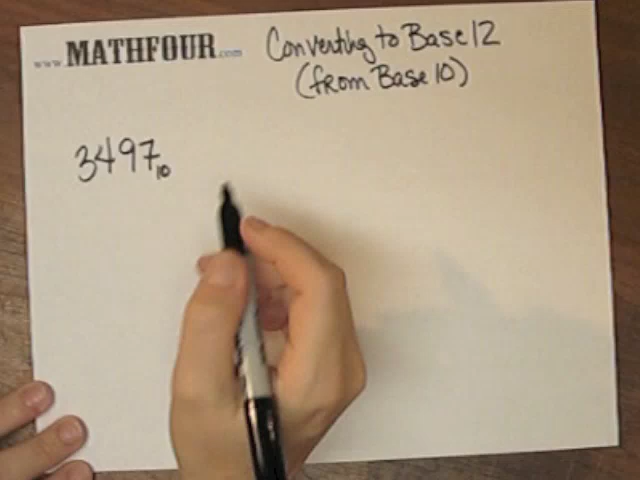 www.MATHFOUR.com
Converting to Base 12
(from Base 10)
3497₁₀